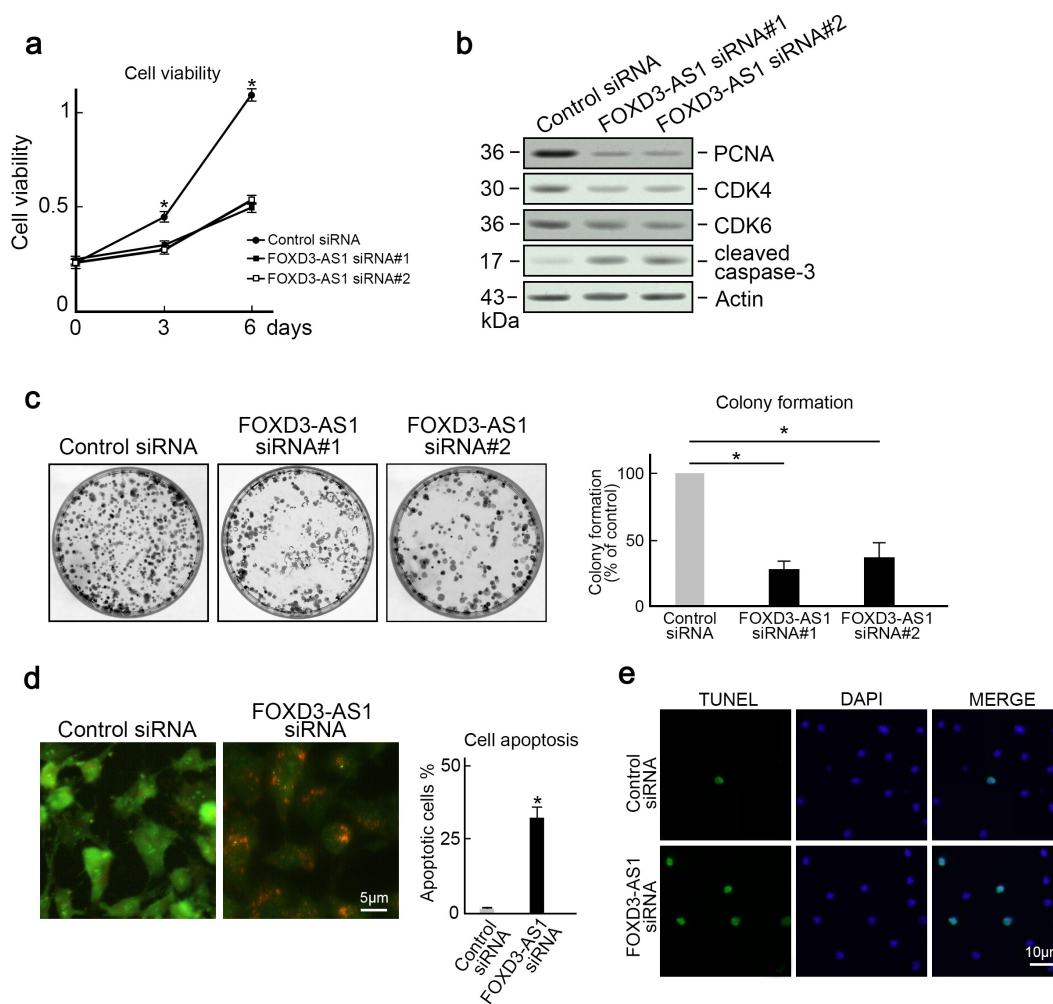 a
Cell viability
Cell viability
1
0.5
0
0
3
6
days
Control siRNA
FOXD3-AS1 siRNA#1
FOXD3-AS1 siRNA#2
*
*
b
Control siRNA
FOXD3-AS1 siRNA#1
FOXD3-AS1 siRNA#2
36
PCNA
30
CDK4
36
CDK6
17
cleaved
caspase-3
43
Actin
kDa
c
Control siRNA
FOXD3-AS1
siRNA#1
FOXD3-AS1
siRNA#2
Colony formation
*
*
Colony formation
(% of control)
100
50
0
Control
siRNA
FOXD3-AS1
siRNA#1
FOXD3-AS1
siRNA#2
d
Control siRNA
FOXD3-AS1
siRNA
5µm
Cell apoptosis
Apoptotic cells %
50
25
0
*
Control
siRNA
FOXD3-AS1
siRNA
e
TUNEL
DAPI
MERGE
Control
siRNA
FOXD3-AS1
siRNA
10µm